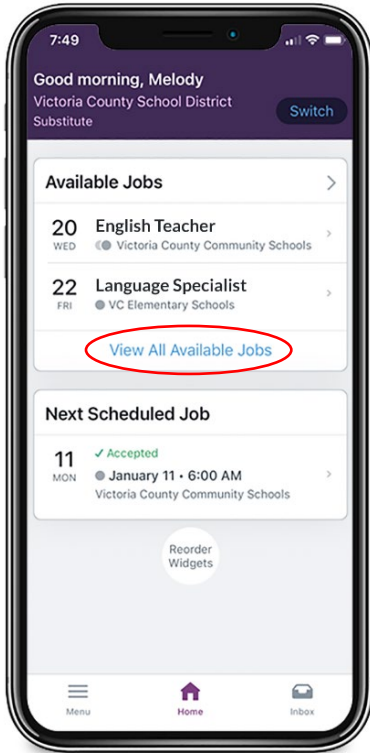 7:49
Good morning, Melody
Victoria County School District
Substitute
Switch
Available Jobs
20 English Teacher
WED Victoria County Community Schools
22 Language Specialist
FRI VC Elementary Schools
View All Available Jobs
Next Scheduled Job
✓ Accepted
11 January 11 • 6:00 AM
MON Victoria County Community Schools
Reorder
Widgets
Menu Home Inbox